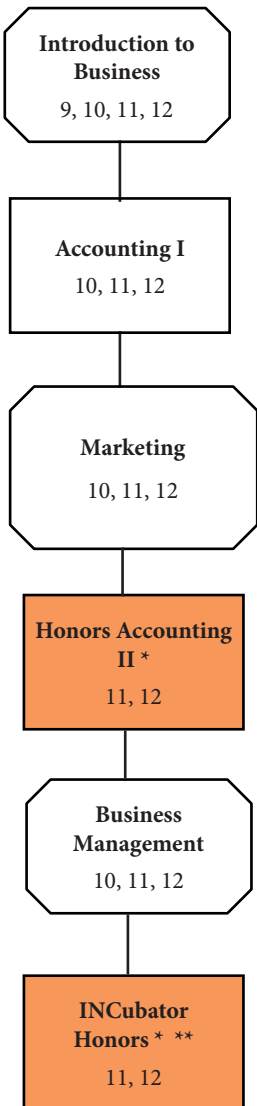 Introduction to
Business
9, 10, 11, 12
Accounting I
10, 11, 12
Marketing
10, 11, 12
Honors Accounting
II *
11, 12
Business
Management
10, 11, 12
INCubator
Honors * **
11, 12